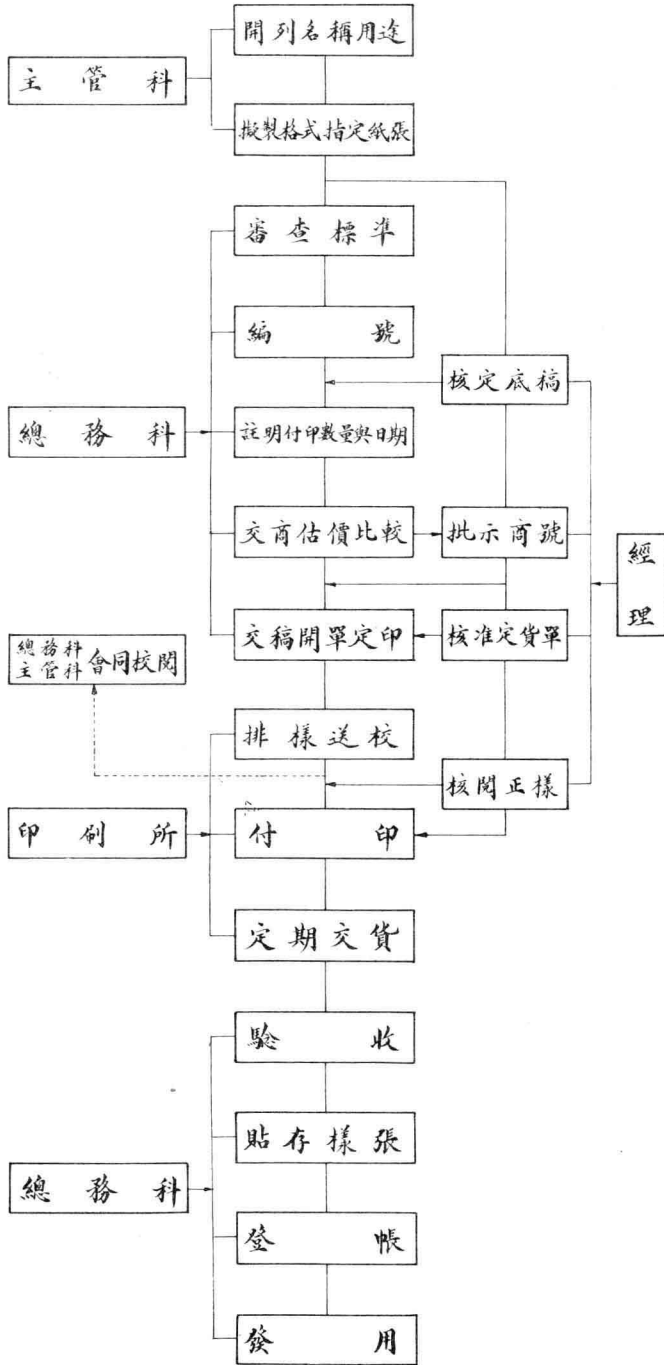 開列名稱用途
主管科
擬製格式指定紙張
審查標準
編號
核定底稿
總務科
註明付印數量與日期
交商估價比較
批示商號
經理
交稿開單定印
核准定貨單
總務科
主管科
會同校閱
排樣送校
核閱正樣
印刷所
付印
定期交貨
驗收
貼存樣張
總務科
登帳
發用